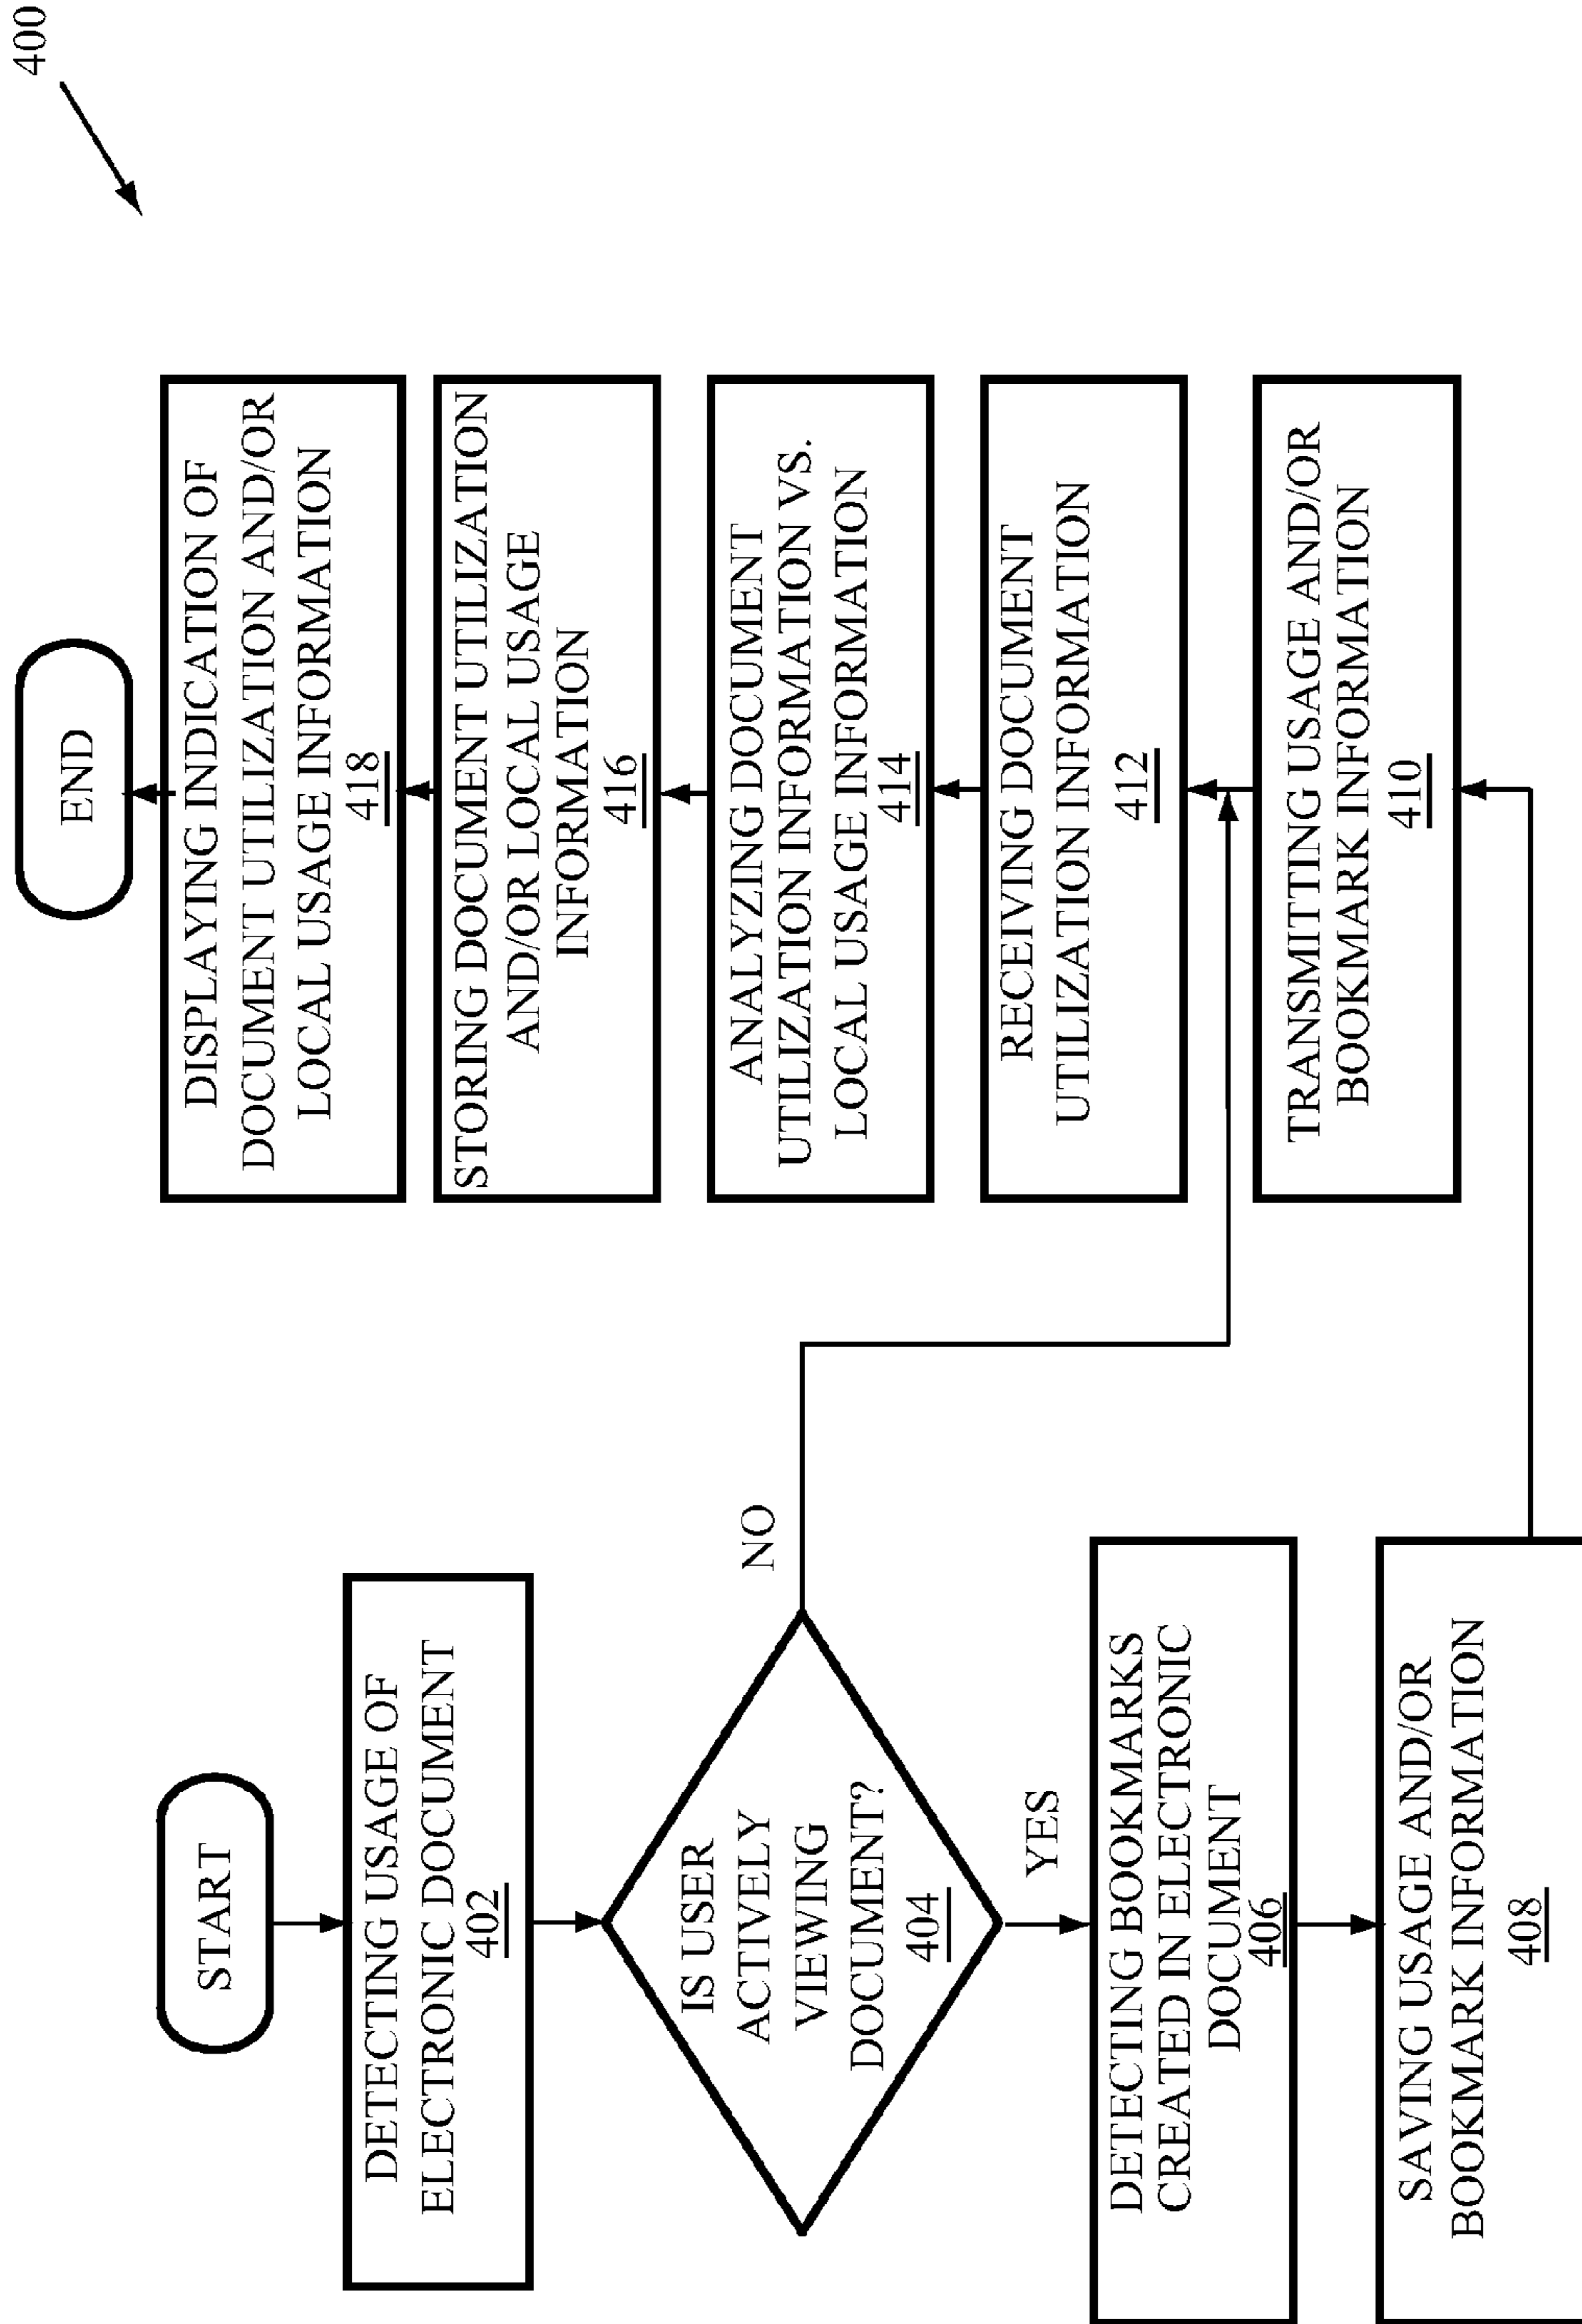 400
START
DETECTING USAGE OF
ELECTRONIC DOCUMENT
402
IS USER
ACTIVELY
VIEWING
DOCUMENT?
404
NO
YES
DETECTING BOOKMARKS
CREATED IN ELECTRONIC
DOCUMENT
406
SAVING USAGE AND/OR
BOOKMARK INFORMATION
408
TRANSMITTING USAGE AND/OR
BOOKMARK INFORMATION
410
RECEIVING DOCUMENT
UTILIZATION INFORMATION
412
ANALYZING DOCUMENT
UTILIZATION INFORMATION VS.
LOCAL USAGE INFORMATION
414
STORING DOCUMENT UTILIZATION
AND/OR LOCAL USAGE
INFORMATION
416
DISPLAYING INDICATION OF
DOCUMENT UTILIZATION AND/OR
LOCAL USAGE INFORMATION
418
END